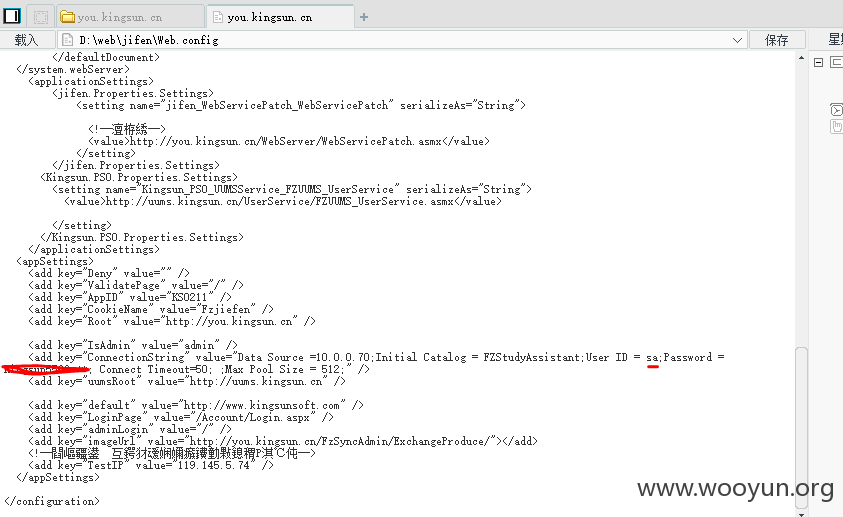 you.kingsun.cn
you.kingsun.cn
载入
D:\web\jifen\Web.config
保存
</defaultDocument>
</system.webServer>
<applicationSettings>
<jifen.Properties.Settings>
<setting name="jifen_WebServicePatch_WebServicePatch" serializeAs="String">
<value>http://you.kingsun.cn/WebServer/WebServicePatch.asmx</value>
</setting>
</jifen.Properties.Settings>
<Kingsun.PSO.Properties.Settings>
<setting name="Kingsun_PSO_UUMSService_FZUUMS_UserService" serializeAs="String">
<value>http://uums.kingsun.cn/UserService/FZUUMS_UserService.asmx</value>
</setting>
</Kingsun.PSO.Properties.Settings>
</applicationSettings>
<appSettings>
<add key="Deny" value="" />
<add key="ValidatePage" value="/" />
<add key="AppID" value="KS0211" />
<add key="CookieName" value="Fzjiefen" />
<add key="Root" value="http://you.kingsun.cn" />
<add key="IsAdmin" value="admin" />
<add key="ConnectionString" value="Data Source =10.0.0.70;Initial Catalog = FZStudyAssistant;User ID = sa;Password =
; Connect Timeout=50; ;Max Pool Size = 512;" />
<add key="uumsRoot" value="http://uums.kingsun.cn" />
<add key="default" value="http://www.kingsunsoft.com" />
<add key="LoginPage" value="/Account/Login.aspx" />
<add key="adminLogin" value="/" />
<add key="imageUrl" value="http://you.kingsun.cn/FzSyncAdmin/ExchangeProduce/"></add>
<add key="TestIP" value="119.145.5.74" />
</appSettings>
</configuration>
www.wooyun.org